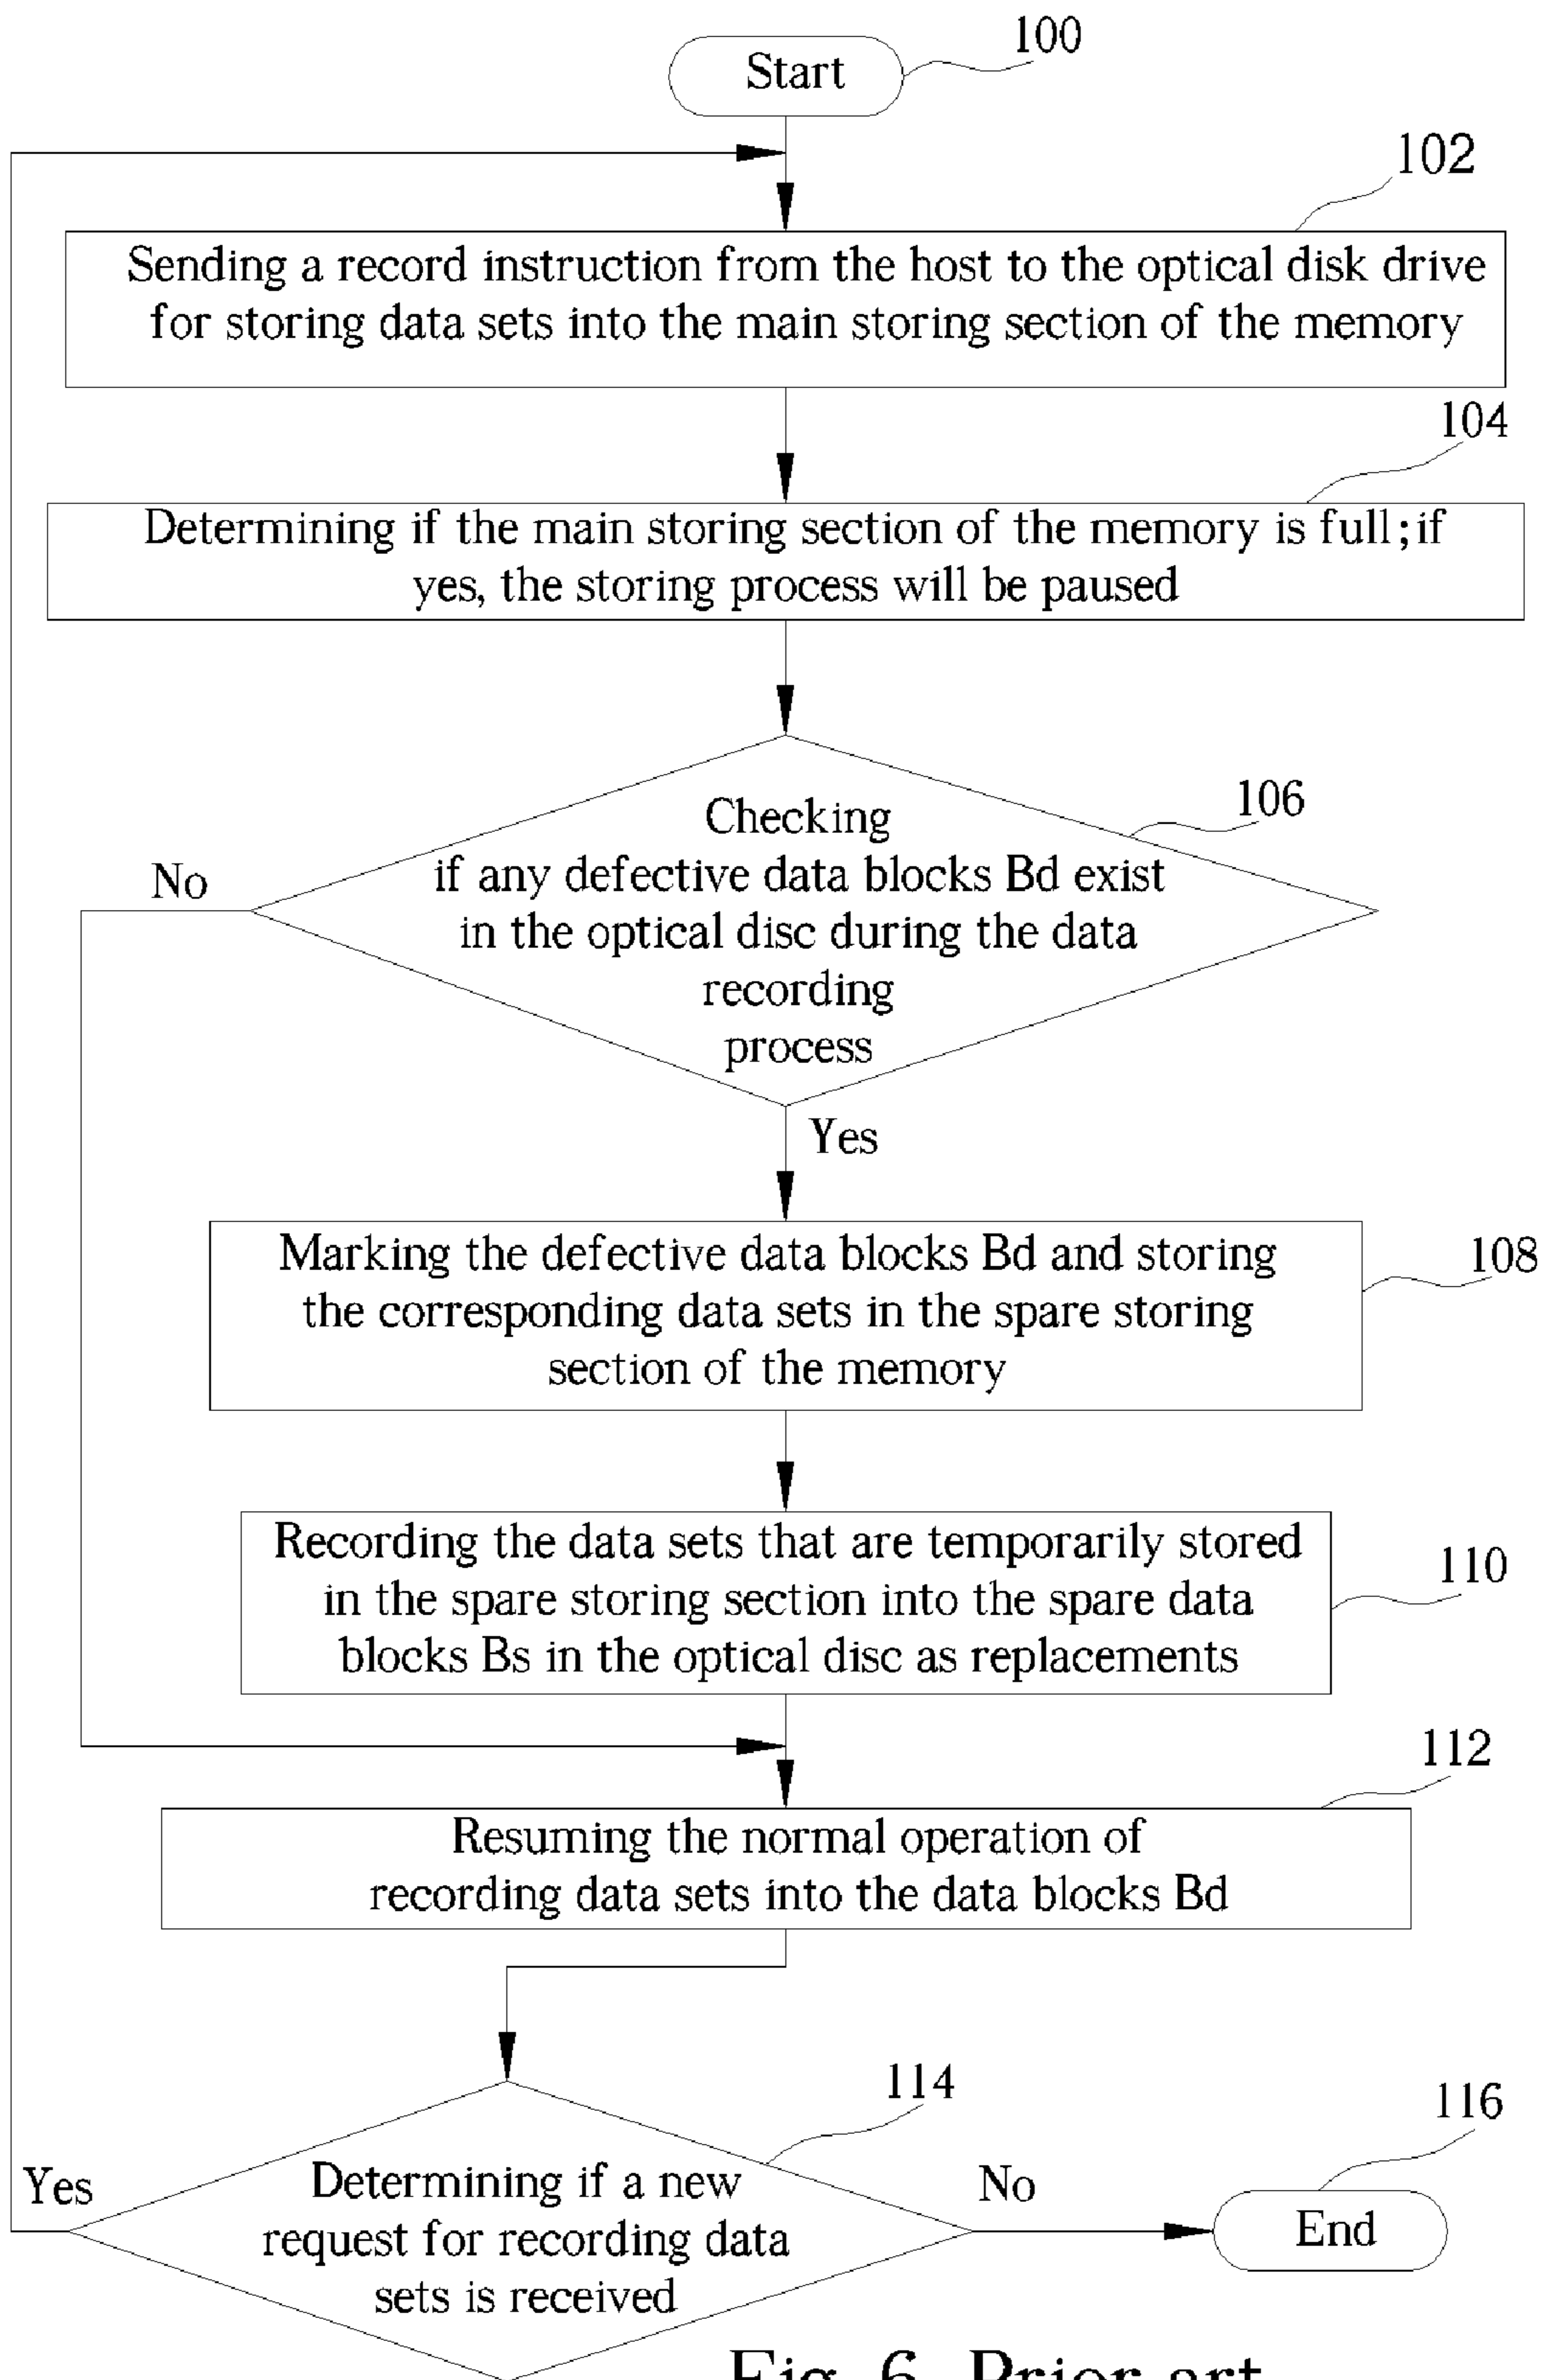 Start
100
102
Sending a record instruction from the host to the optical disk drive
for storing data sets into the main storing section of the memory
104
Determining if the main storing section of the memory is full;if
yes, the storing process will be paused
106
Checking
if any defective data blocks Bd exist
in the optical disc during the data
recording
process
No
Yes
108
Marking the defective data blocks Bd and storing
the corresponding data sets in the spare storing
section of the memory
110
Recording the data sets that are temporarily stored
in the spare storing section into the spare data
blocks Bs in the optical disc as replacements
112
Resuming the normal operation of
recording data sets into the data blocks Bd
114
116
Yes
Determining if a new
request for recording data
sets is received
No
End
Fig. 6 Prior art